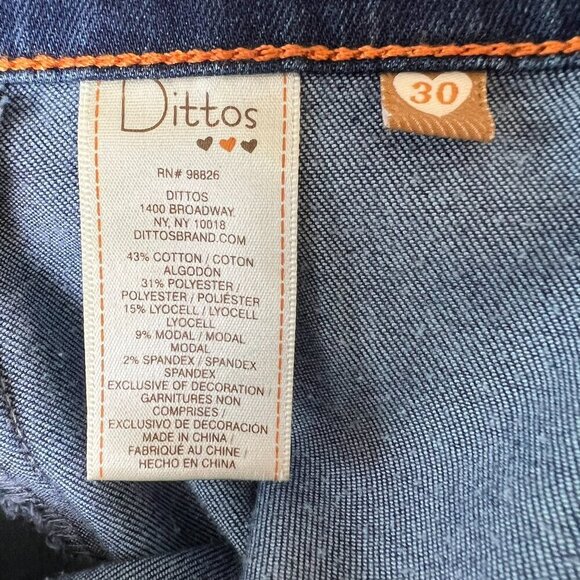 Dittos
30
RN# 98826
DITTOS
1400 BROADWAY.
NY, NY 10018
DITTOSBRAND.COM
43% COTTON / COTON
ALGODÓN
31% POLYESTER /
POLYESTER / POLIÉSTER
15% LYOCELL / LYOCELL
LYOCELL
9% MODAL / MODAL
MODAL
2% SPANDEX / SPANDEX
SPANDEX
EXCLUSIVE OF DECORATION /
GARNITURES NON
COMPRISES /
EXCLUSIVO DE DECORACIÓN
MADE IN CHINA /
FABRIQUÉ AU CHINE /
HECHO EN CHINA